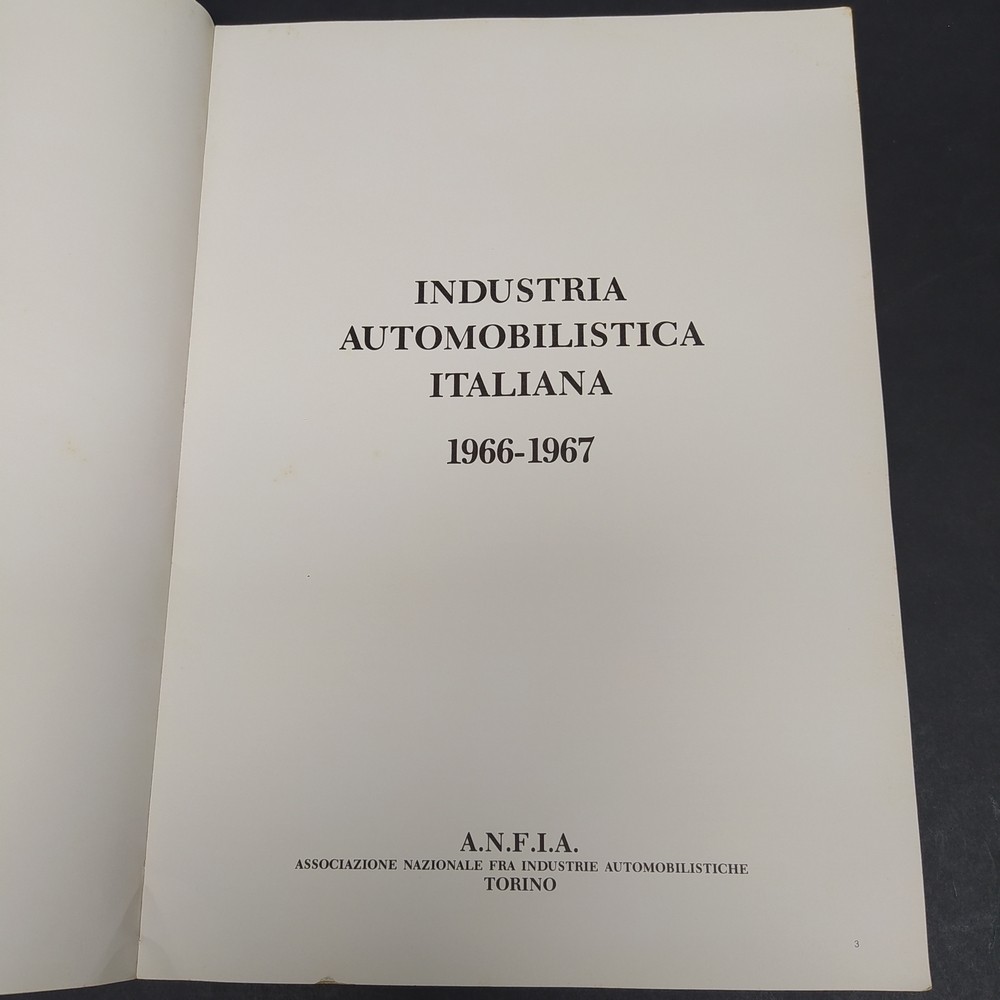 INDUSTRIA
AUTOMOBILISTICA
ITALIANA
1966-1967
A.N.F.I.A.
ASSOCIAZIONE NAZIONALE FRA INDUSTRIE AUTOMOBILISTICHE
TORINO
3